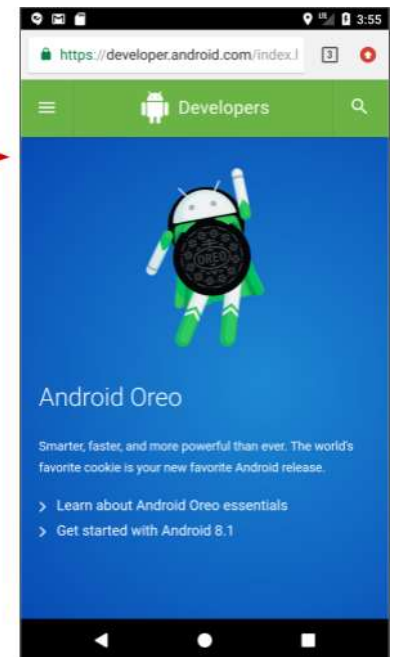 LTE 3:55
https://developer.android.com/index.h 3
Developers
OREO
Android Oreo
Smarter, faster, and more powerful than ever. The world's
favorite cookie is your new favorite Android release.
> Learn about Android Oreo essentials
> Get started with Android 8.1